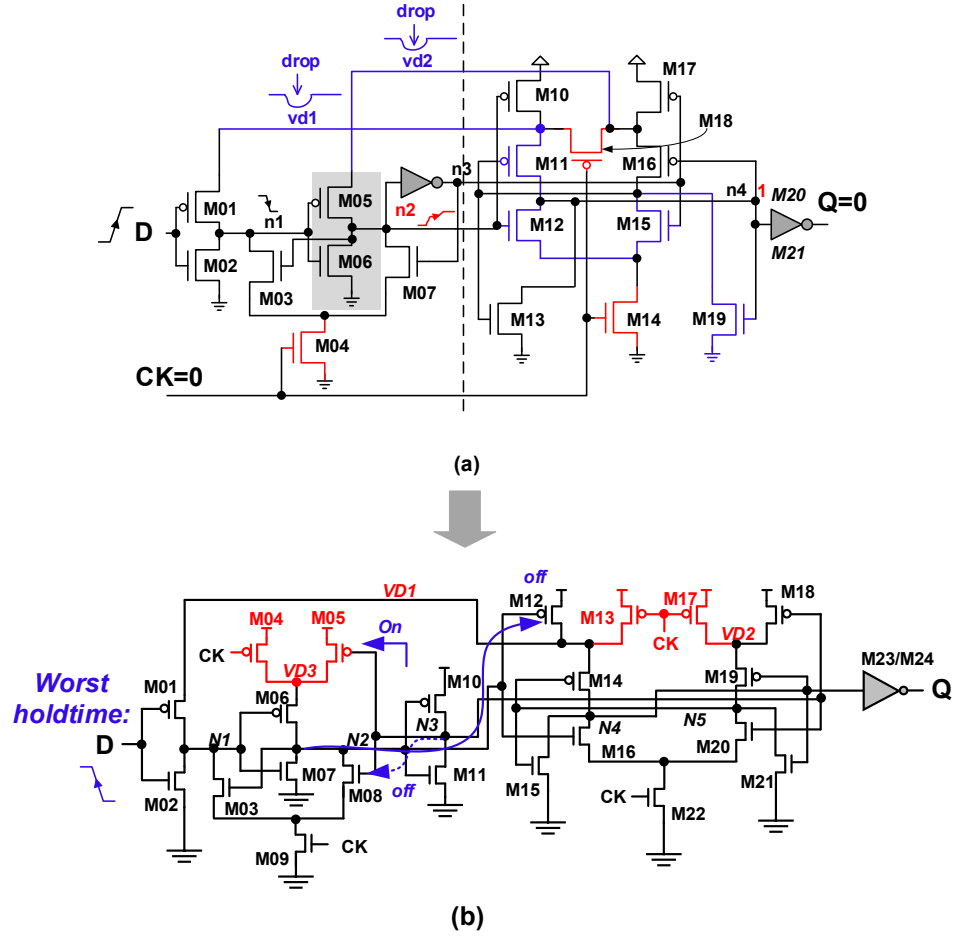 drop
drop
vd2
vd1
M10
M17
M18
M01
n1
M05
n3
M11
M16
n4
1
M20
Q=0
D
n2
M12
M15
M02
M06
M21
M03
M07
M13
M14
M19
M04
CK=0
(a)
off
VD1
M12
M18
M04
M05
On
M13
M17
CK
VD2
CK
VD3
M23/M24
Worst
holdtime:
M01
M06
M10
M14
M19
Q
D
N1
N2
N3
N4
N5
M16
M20
M02
M07
M11
M03
M08
off
M15
M21
CK
M22
M09
CK
(b)